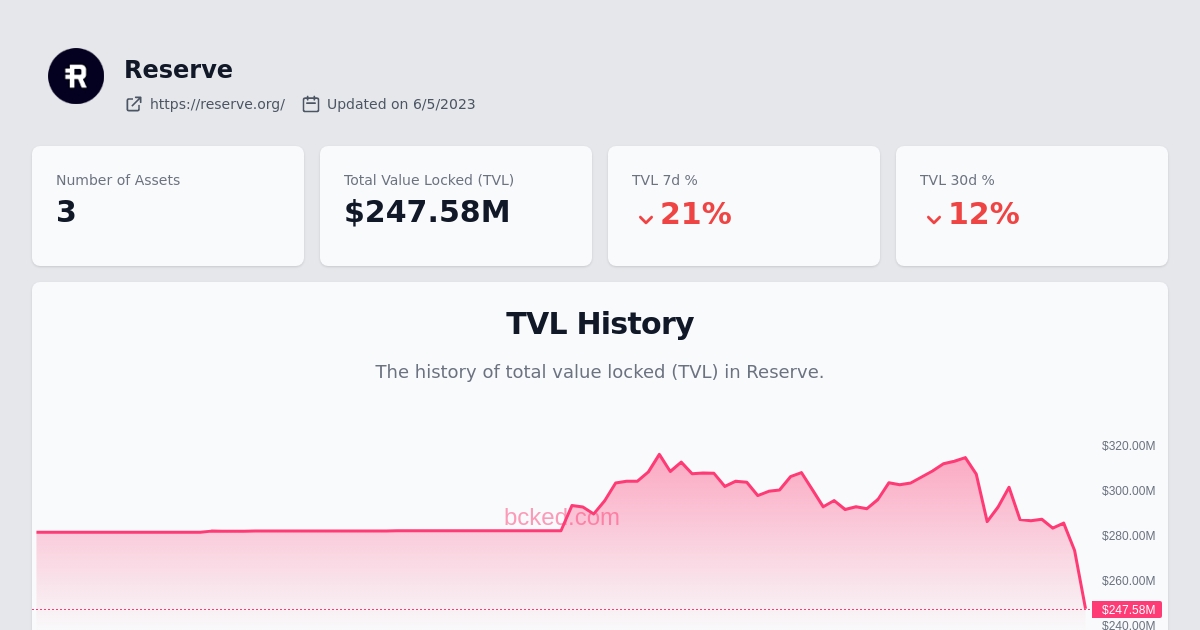 Reserve
https://reserve.org/ Updated on 6/5/2023
Number of Assets
3
Total Value Locked (TVL)
$247.58M
TVL 7d %
21%
TVL 30d %
12%
TVL History
The history of total value locked (TVL) in Reserve.
$320.00M
$300.00M
bcked.com
$280.00M
$260.00M
$247.58M
$240.00M